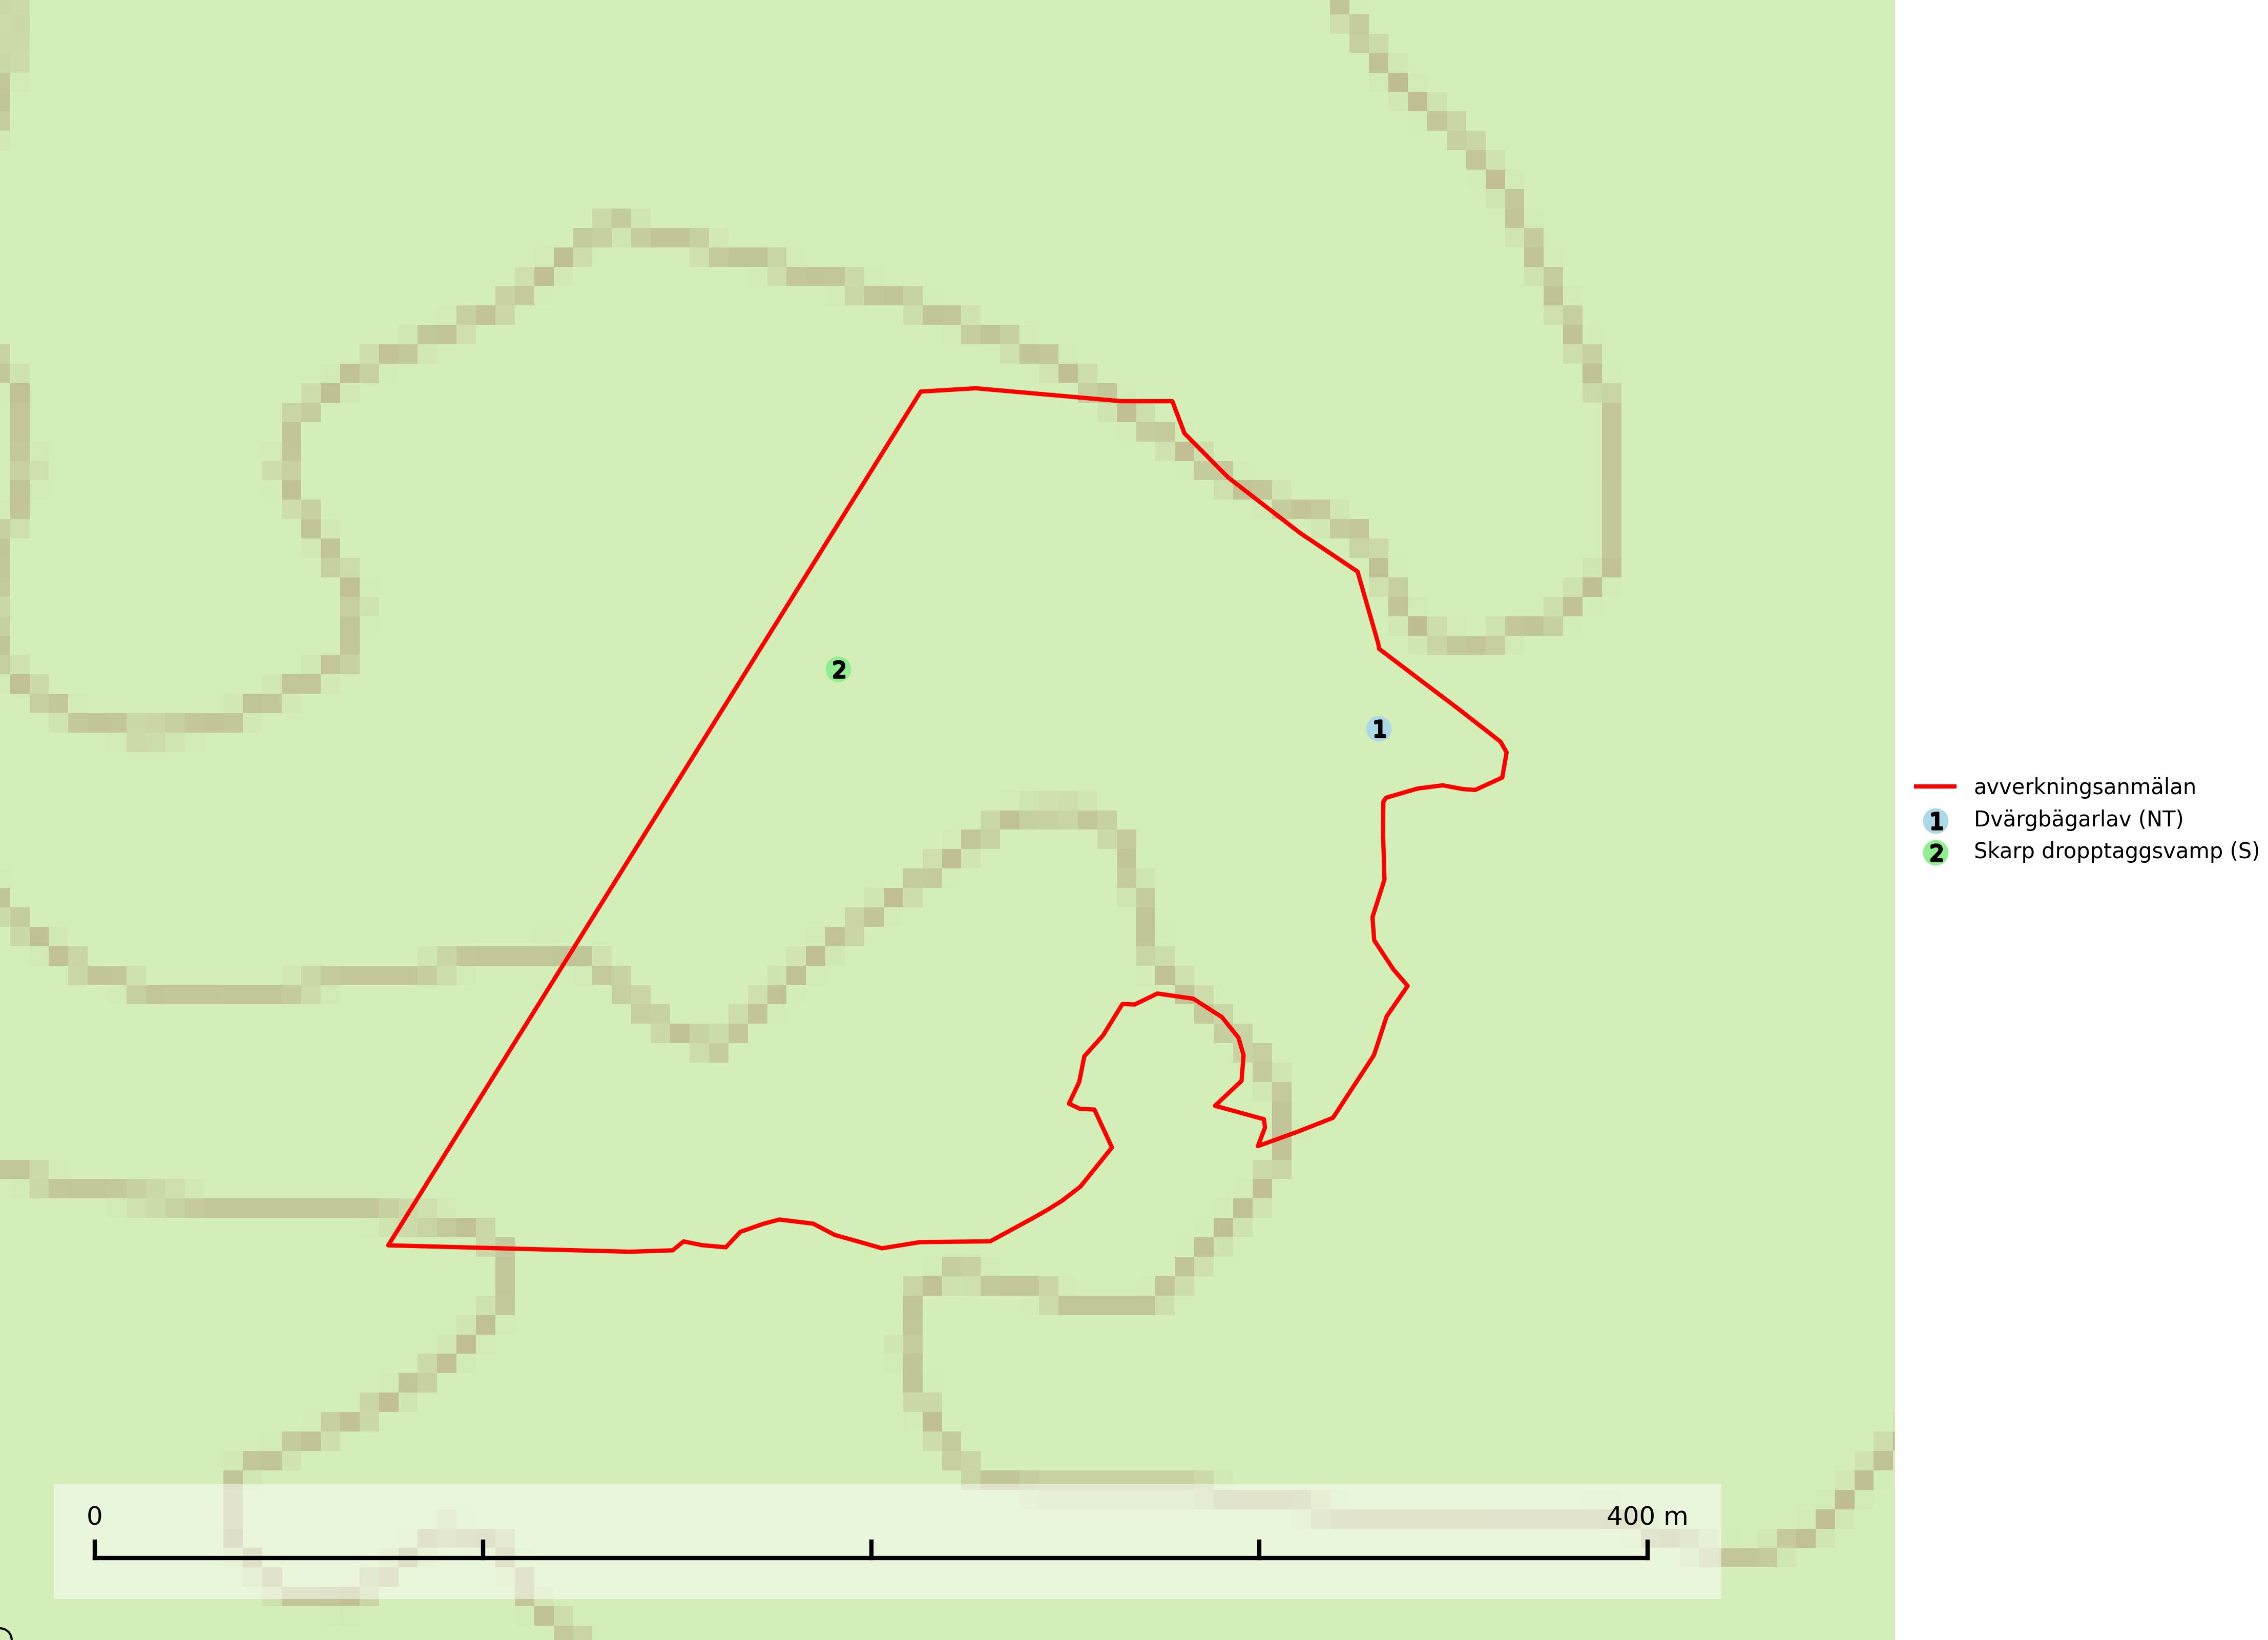 2
1
avverkningsanmälan
1 Dvärgbägarlav (NT)
2 Skarp dropptaggsvamp (S)
0 400 m